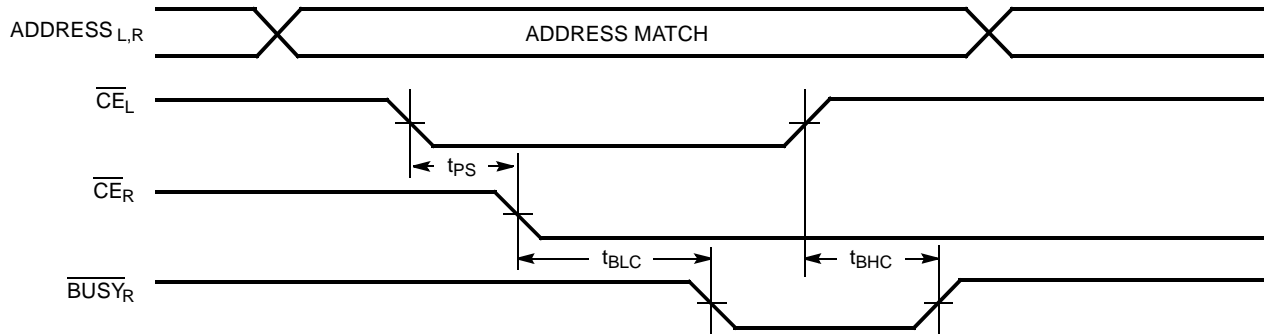 ADDRESS L,R
ADDRESS MATCH
CEL
tPS
CER
tBLC
tBHC
BUSYR